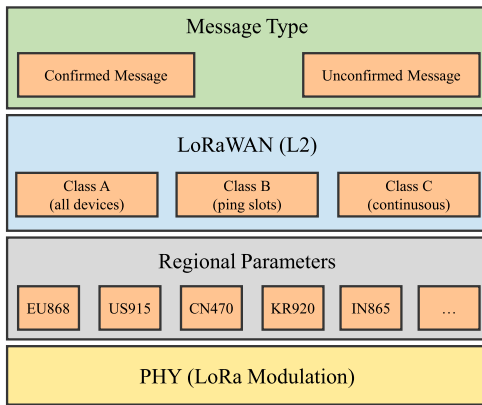 Message Type
Confirmed Message
Unconfirmed Message
LoRaWAN (L2)
Class A
(all devices)
Class B
(ping slots)
Class C
(continusous)
Regional Parameters
EU868
US915
CN470
KR920
IN865
…
PHY (LoRa Modulation)